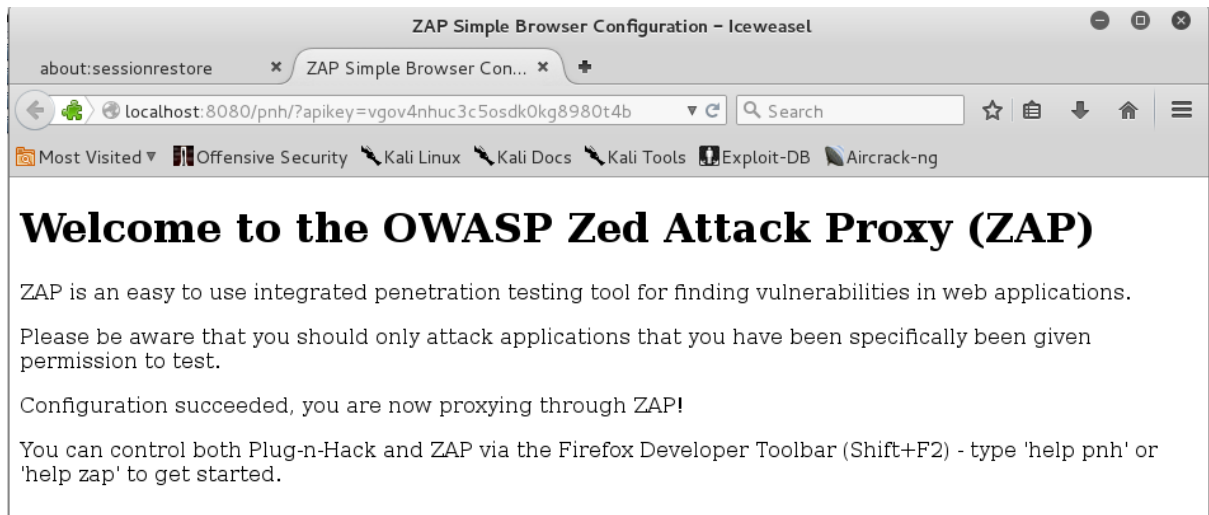 ZAP Simple Browser Configuration – Iceweasel
about:sessionrestore
ZAP Simple Browser Con...
localhost:8080/pnh/?apikey=vgov4nhuc3c5osdk0kg8980t4b
Search
Most Visited
Offensive Security
Kali Linux
Kali Docs
Kali Tools
Exploit-DB
Aircrack-ng
Welcome to the OWASP Zed Attack Proxy (ZAP)
ZAP is an easy to use integrated penetration testing tool for finding vulnerabilities in web applications.
Please be aware that you should only attack applications that you have been specifically been given
permission to test.
Configuration succeeded, you are now proxying through ZAP!
You can control both Plug-n-Hack and ZAP via the Firefox Developer Toolbar (Shift+F2) - type 'help pnh' or
'help zap' to get started.